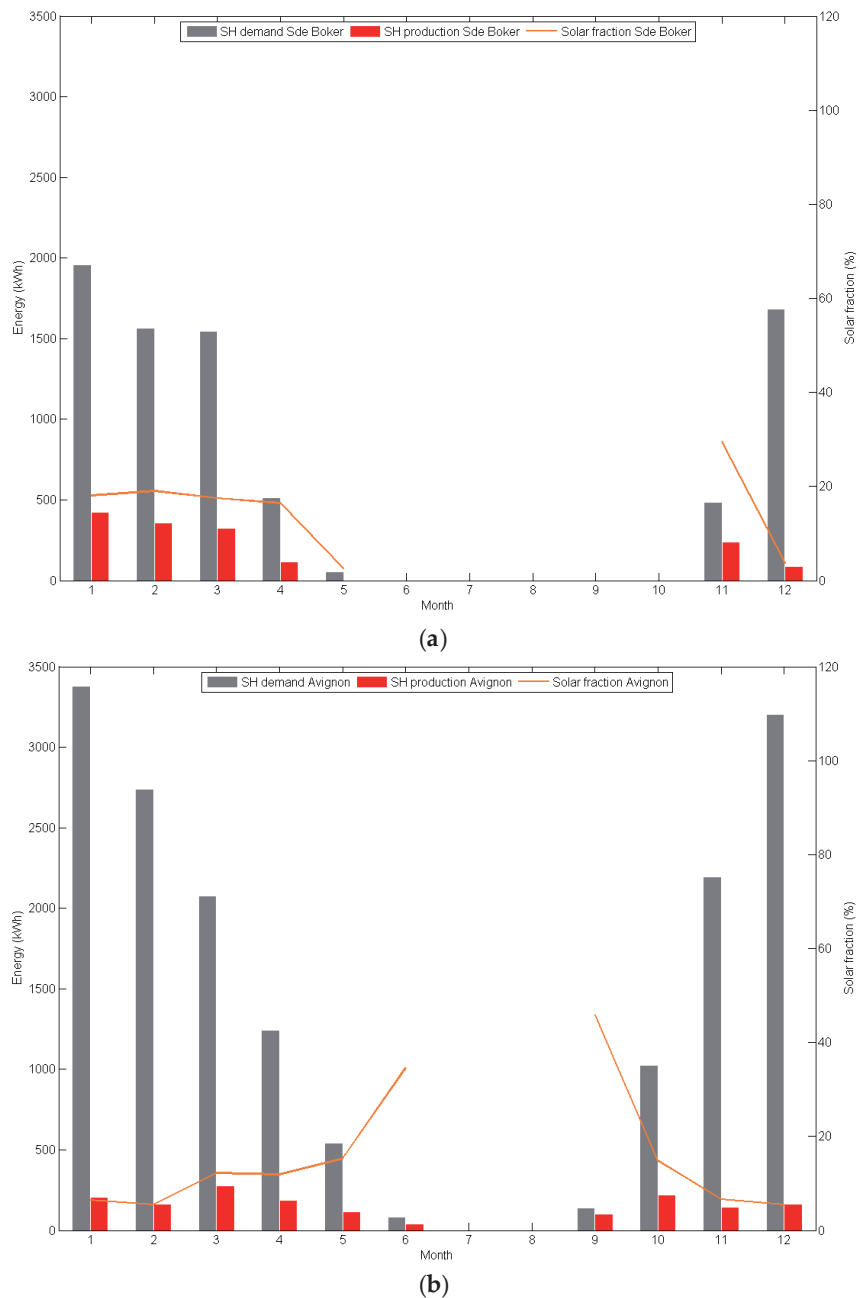 SH demand Sde Boker SH production Sde Boker Solar fraction Sde Boker
3500
3000
2500
2000
1500
1000
500
0
Energy (kWh)
120
100
80
60
40
20
0
Solar fraction (%)
1 2 3 4 5 6 7 8 9 10 11 12
Month
(a)
SH demand Avignon SH production Avignon Solar fraction Avignon
3500
3000
2500
2000
1500
1000
500
0
Energy (kWh)
120
100
80
60
40
20
0
Solar fraction (%)
1 2 3 4 5 6 7 8 9 10 11 12
Month
(b)